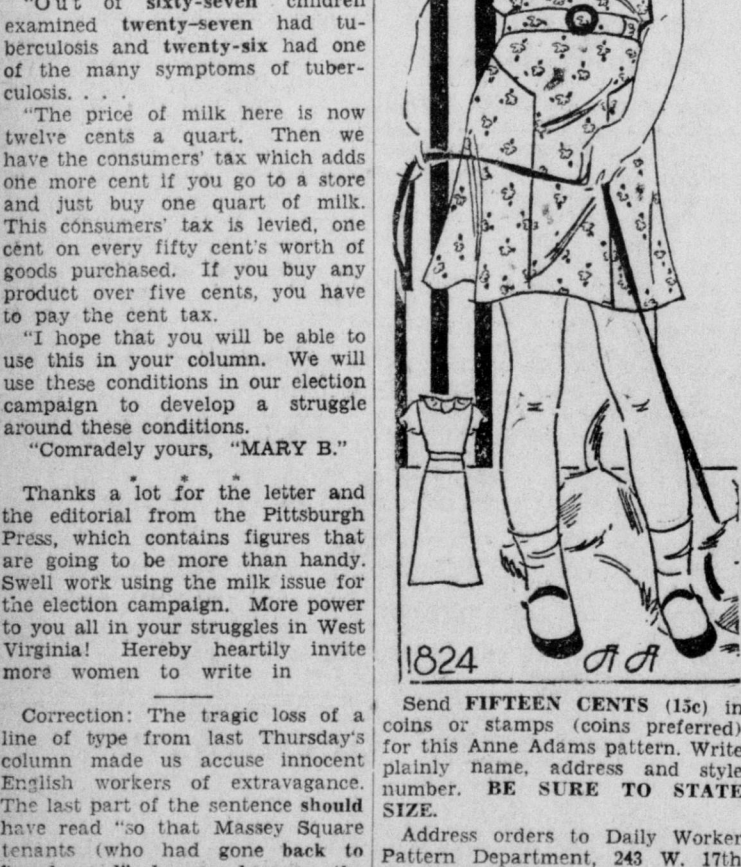 "Out of sixty-seven children
examined twenty-seven had tu-
berculosis and twenty-six had one
of the many symptoms of tuber-
culosis. . . .
"The price of milk here is now
twelve cents a quart. Then we
have the consumers' tax which adds
one more cent if you go to a store
and just buy one quart of milk.
This consumers' tax is levied, one
cent on every fifty cent's worth of
goods purchased. If you buy any
product over five cents, you have
to pay the cent tax.
"I hope that you will be able to
use this in your column. We will
use these conditions in our election
campaign to develop a struggle
around these conditions.
"Comradely yours, "MARY B."
* * *
Thanks a lot for the letter and
the editorial from the Pittsburgh
Press, which contains figures that
are going to be more than handy.
Swell work using the milk issue for
the election campaign. More power
to you all in your struggles in West
Virginia! Hereby heartily invite
more women to write in
Correction: The tragic loss of a
line of type from last Thursday's
column made us accuse innocent
English workers of extravagance.
The last part of the sentence should
have read "so that Massey Square
tenants (who had gone back to
1824
A A
Send FIFTEEN CENTS (15c) in
coins or stamps (coins preferred)
for this Anne Adams pattern. Write
plainly name, address and style
number. BE SURE TO STATE
SIZE.
Address orders to Daily Worker
Pattern Department, 243 W. 17th